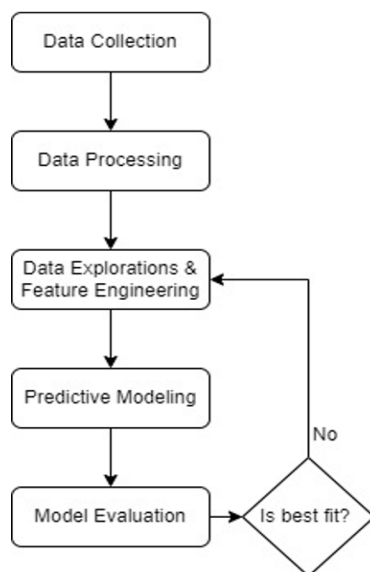 Data Collection
Data Processing
Data Explorations &
Feature Engineering
Predictive Modeling
No
Model Evaluation
Is best fit?